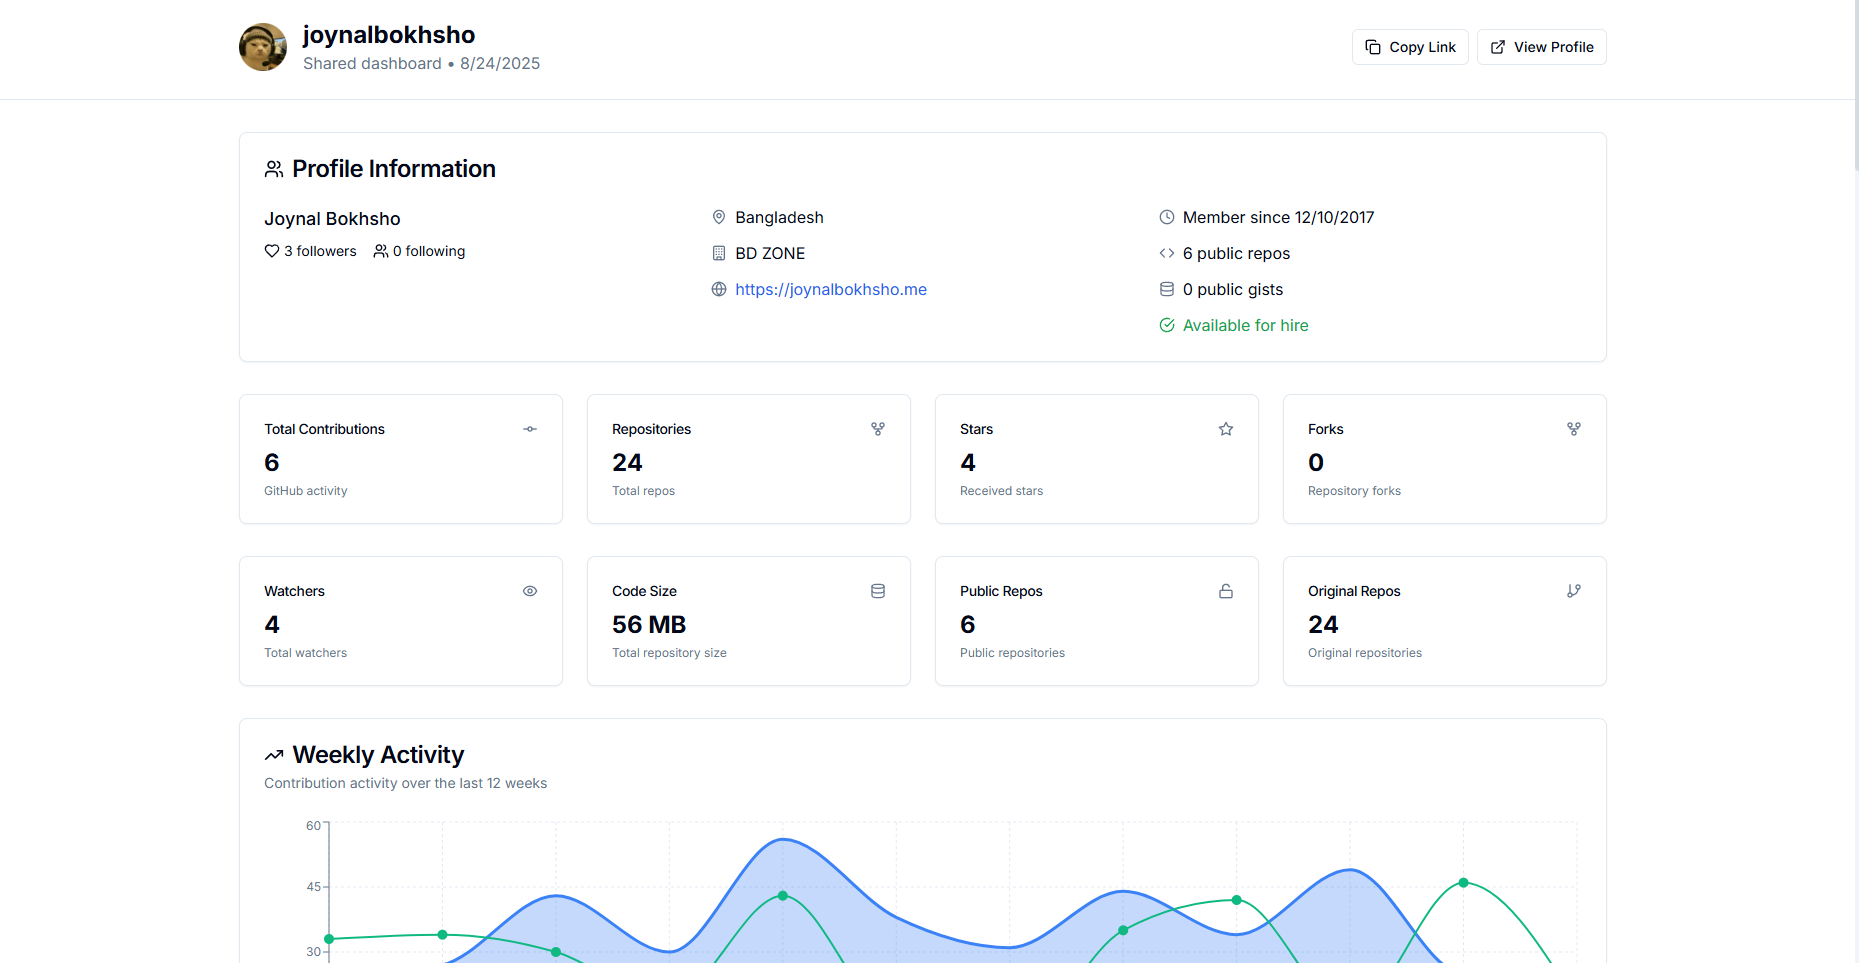 joynalbokhsho
Shared dashboard • 8/24/2025
Copy Link
View Profile
Profile Information
Joynal Bokhsho
3 followers
0 following
Bangladesh
BD ZONE
https://joynalbokhsho.me
Member since 12/10/2017
6 public repos
0 public gists
Available for hire
Total Contributions
6
GitHub activity
Repositories
24
Total repos
Stars
4
Received stars
Forks
0
Repository forks
Watchers
4
Total watchers
Code Size
56 MB
Total repository size
Public Repos
6
Public repositories
Original Repos
24
Original repositories
Weekly Activity
Contribution activity over the last 12 weeks
60
45
30